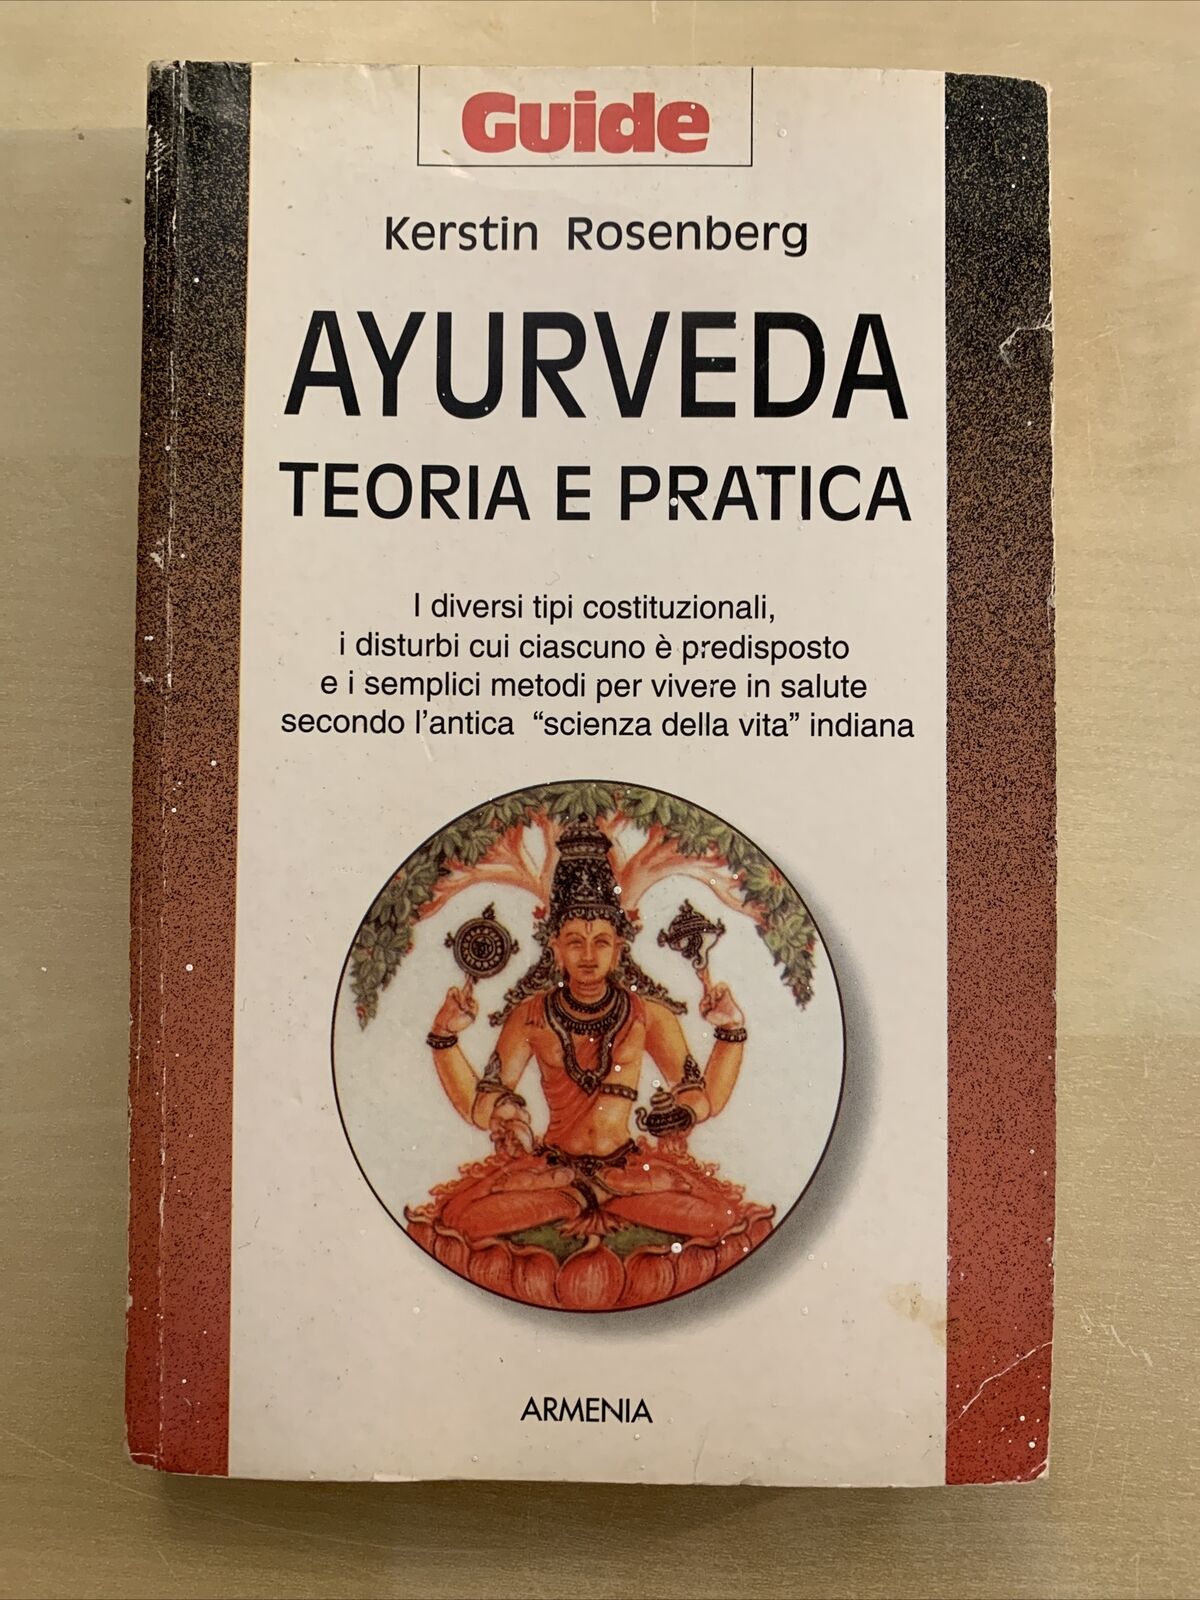 Guide
Kerstin Rosenberg
AYURVEDA
TEORIA E PRATICA
I diversi tipi costituzionali,
i disturbi cui ciascuno è predisposto
e i semplici metodi per vivere in salute
secondo l'antica “scienza della vita” indiana
ARMENIA